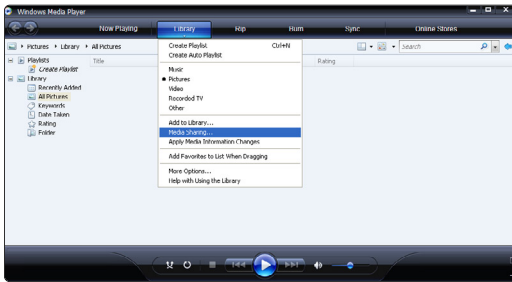 Windows Media Player
Now Playing
Library
Rip
Burn
Sync
Online Stores
Pictures
Library
All Pictures
Search
Create Playlist Ctrl+N
Create Auto Playlist
Music
Pictures
Video
Recorded TV
Other
Add to Library...
Media Sharing...
Apply Media Information Changes
Add Favorites to List When Dragging
More Options...
Help with Using the Library
Playlists
Create Playlist
Library
Recently Added
All Pictures
Keywords
Date Taken
Rating
Folder
Title
Rating